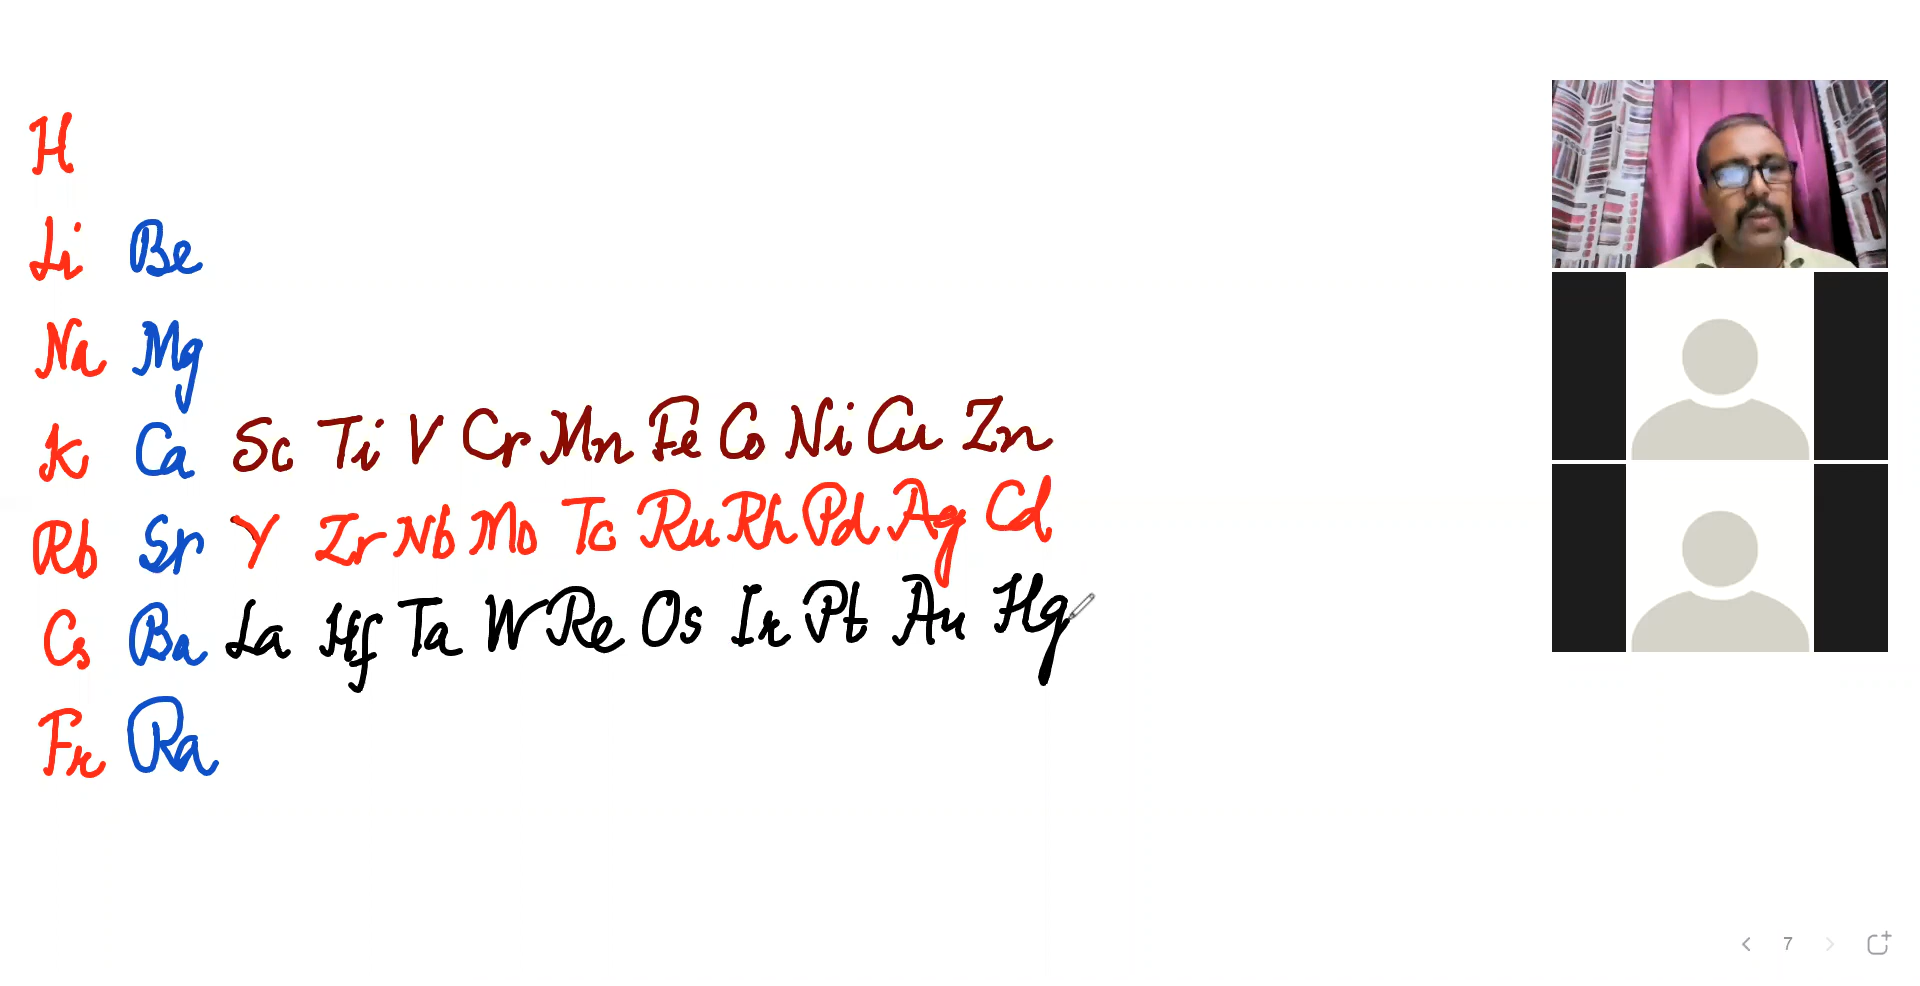 H
Li Be
Na Mg
K Ca Sc Ti V Cr Mn Fe Co Ni Cu Zn
Rb Sr Y Zr Nb Mo Tc Ru Rh Pd Ag Cd
Cs Ba La Hf Ta W Re Os Ir Pt Au Hg
Fr Ra
7